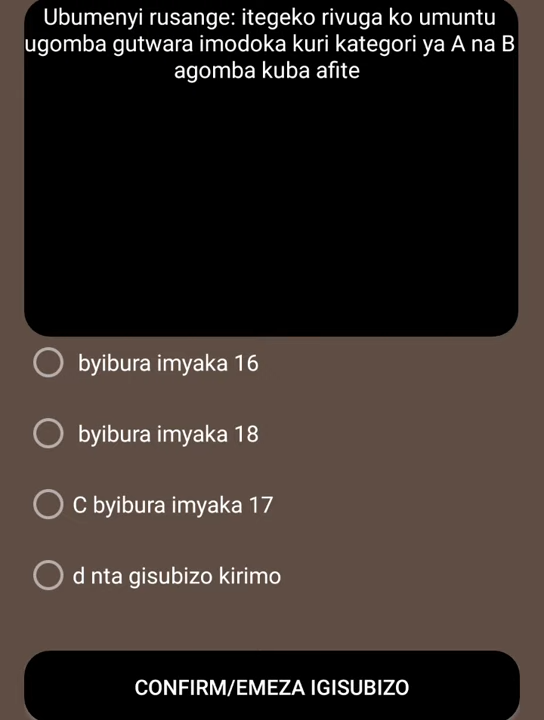 Ubumenyi rusange: itegeko rivuga ko umuntu
ugomba gutwara imodoka kuri kategori ya A na B
agomba kuba afite
byibura imyaka 16
byibura imyaka 18
C byibura imyaka 17
d nta gisubizo kirimo
CONFIRM/EMEZA IGISUBIZO